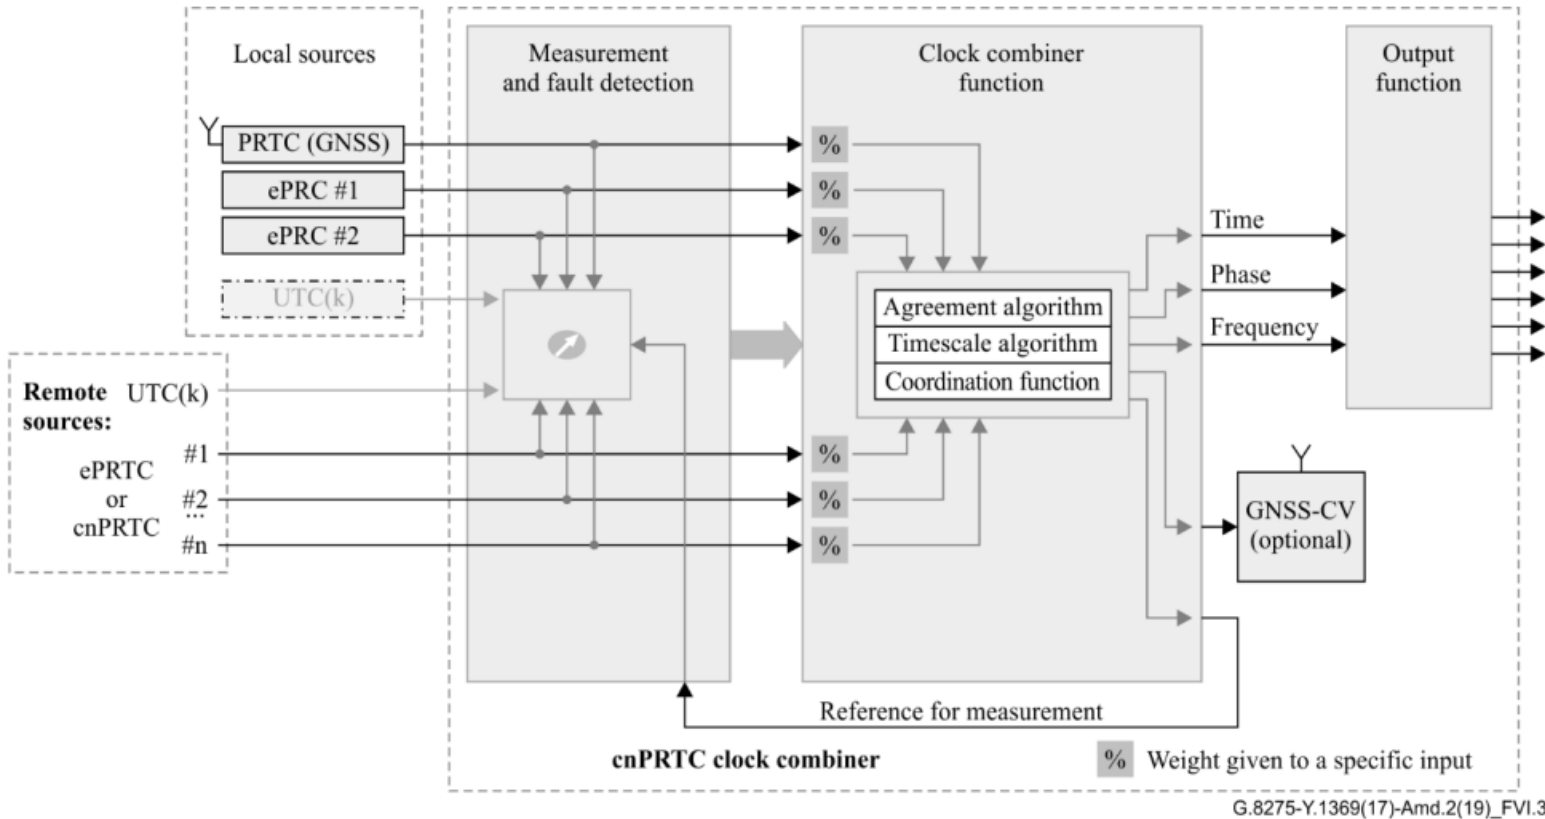 Local sources
PRTC (GNSS)
ePRC #1
ePRC #2
UTC(k)
Remote
sources:
UTC(k)
#1
ePRTC
or
cnPRTC
#2
...
#n
Measurement
and fault detection
Clock combiner
function
%
%
%
Agreement algorithm
Timescale algorithm
Coordination function
%
%
%
Time
Phase
Frequency
Output
function
GNSS-CV
(optional)
Reference for measurement
cnPRTC clock combiner
% Weight given to a specific input
G.8275-Y.1369(17)-Amd.2(19)_FVI.3